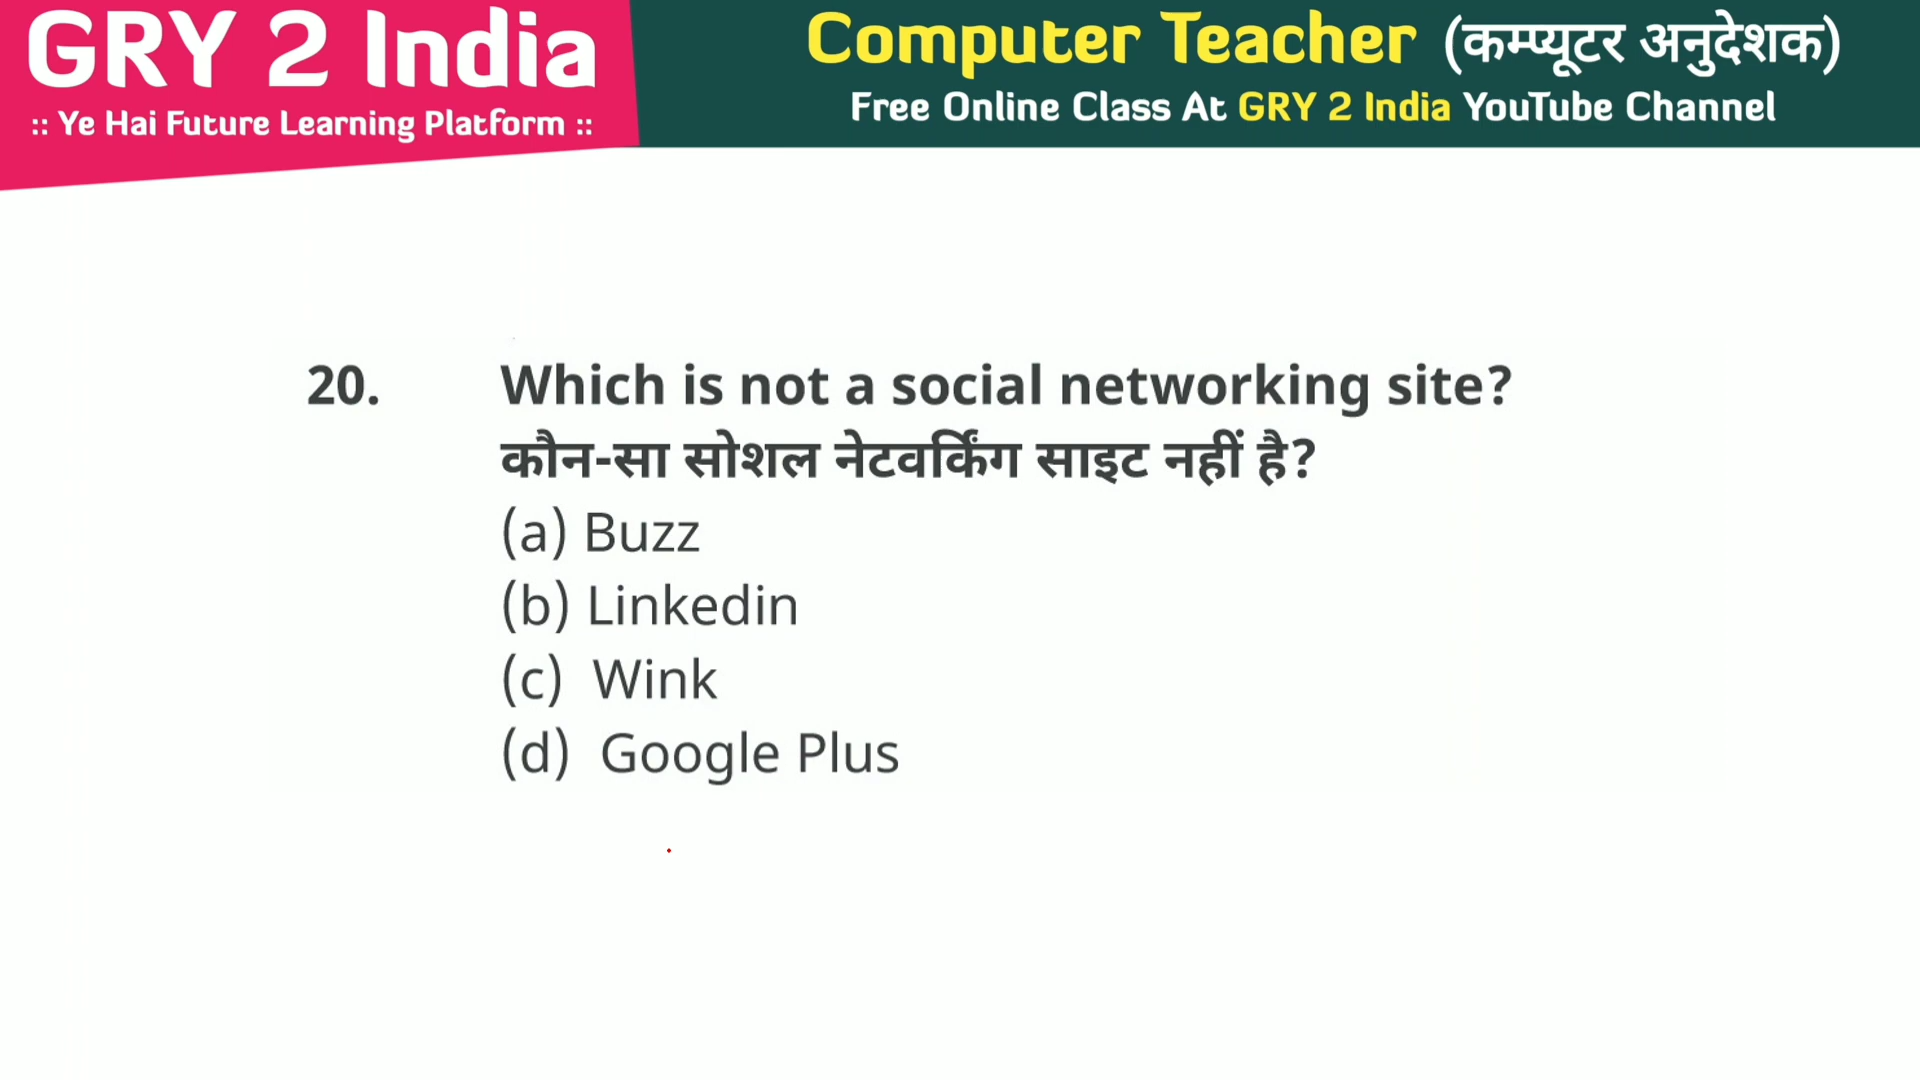 GRY 2 India
:: Ye Hai Future Learning Platform ::
Computer Teacher (कम्प्यूटर अनुदेशक)
Free Online Class At GRY 2 India YouTube Channel
20. Which is not a social networking site?
कौन-सा सोशल नेटवर्किंग साइट नहीं है?
(a) Buzz
(b) Linkedin
(c) Wink
(d) Google Plus